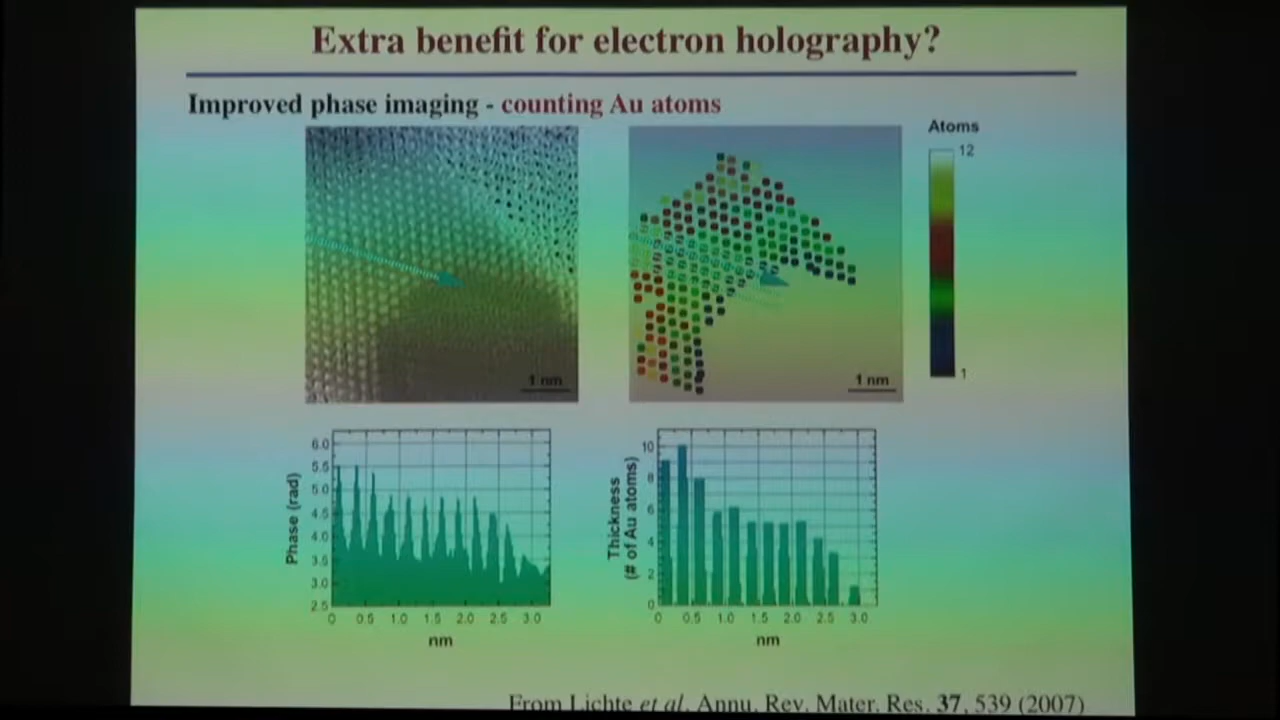 Extra benefit for electron holography?
Improved phase imaging - counting Au atoms
Atoms
12
1
1 nm
1 nm
Phase (rad)
6.0
5.5
5.0
4.5
4.0
3.5
3.0
2.5
0 0.5 1.0 1.5 2.0 2.5 3.0
nm
Thickness
(# of Au atoms)
10
8
6
4
2
0
0 0.5 1.0 1.5 2.0 2.5 3.0
nm
From Lichte et al. Annu. Rev. Mater. Res. 37, 539 (2007)